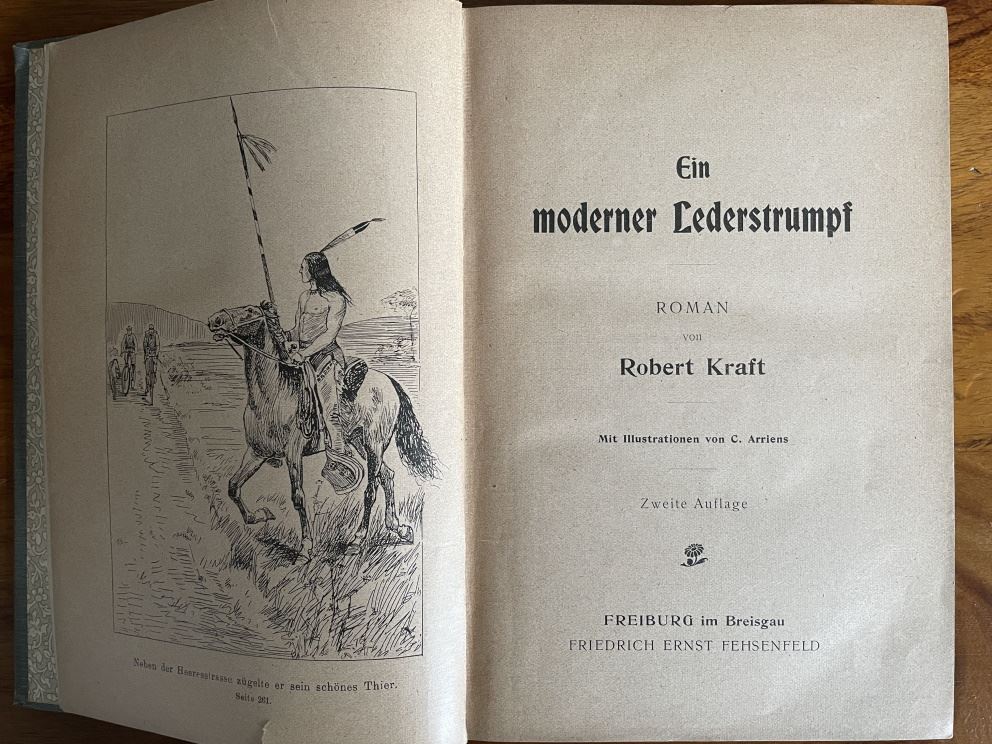 Neben der Heeresstrasse zügelte er sein schönes Thier.
Seite 261.
Ein
moderner Lederstrumpf
ROMAN
von
Robert Kraft
Mit Illustrationen von C. Arriens
Zweite Auflage
FREIBURG im Breisgau
FRIEDRICH ERNST FEHSENFELD